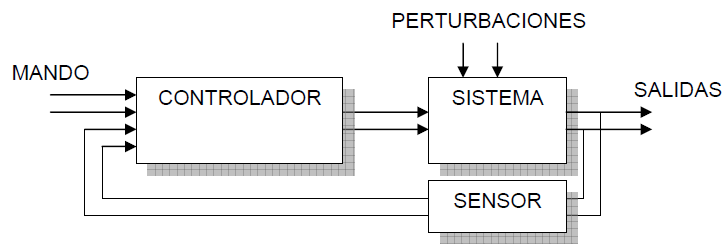 PERTURBACIONES
MANDO
CONTROLADOR
SISTEMA
SALIDAS
SENSOR